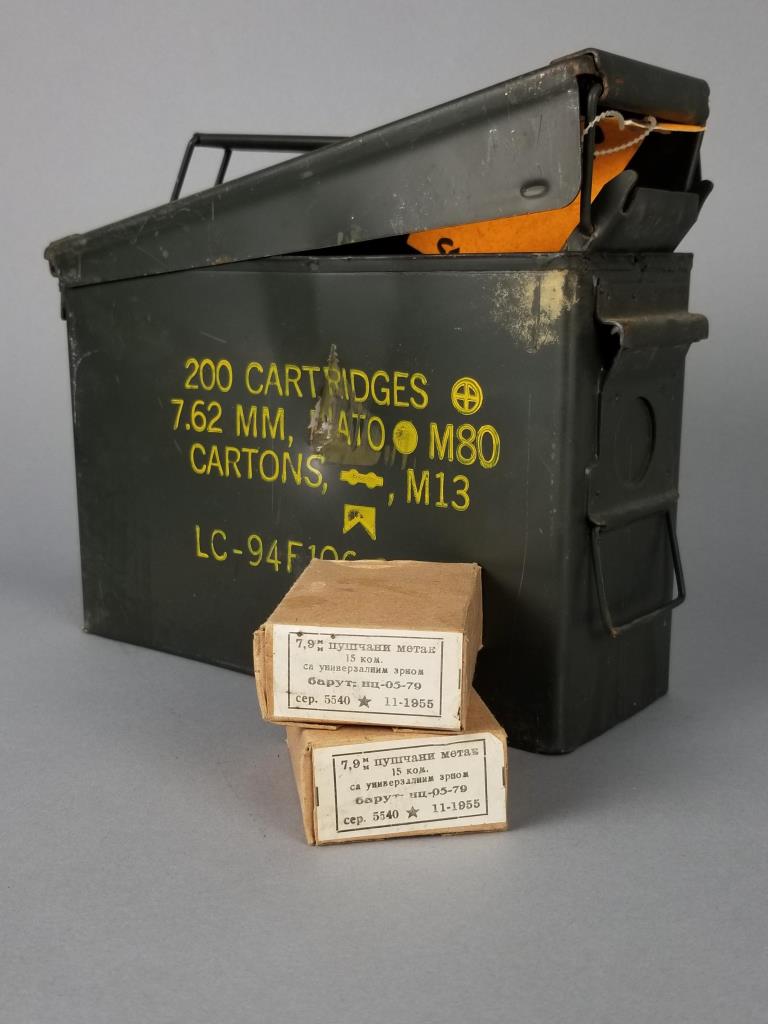 200 CARTRIDGES
7.62 MM, NATO M80
CARTONS, , M13
LC-94F
7,9 м/м пушчани метак
15 ком.
са универзалним зрном
барут: нц-05-79
сер. 5540 ★ 11-1955
7,9 м/м пушчани метак
15 ком.
са универзалним зрном
барут: нц-05-79
сер. 5540 ★ 11-1955